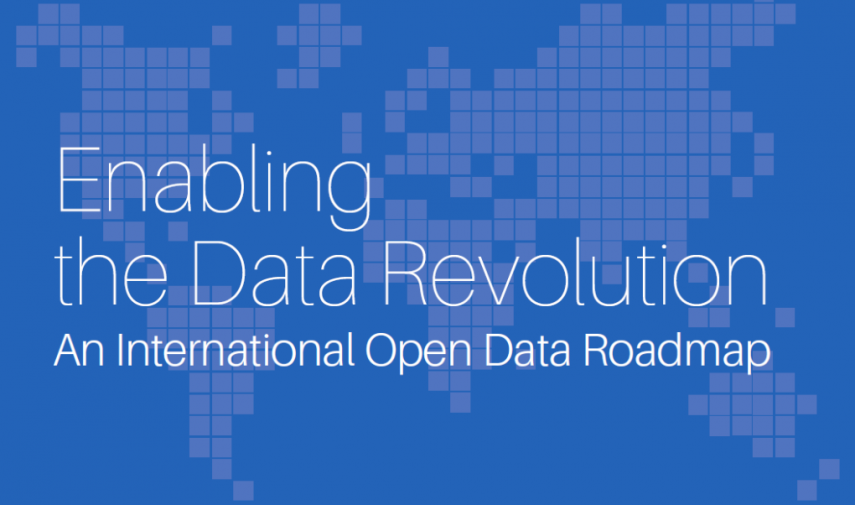 Enabling
the Data Revolution
An International Open Data Roadmap